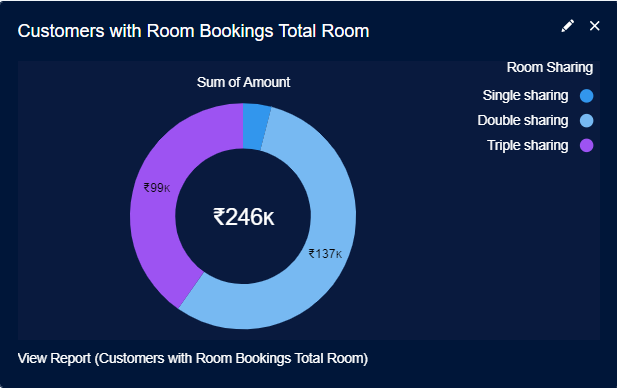 Customers with Room Bookings Total Room
Sum of Amount
Room Sharing
Single sharing
Double sharing
Triple sharing
₹99K
₹246K
₹137K
View Report (Customers with Room Bookings Total Room)